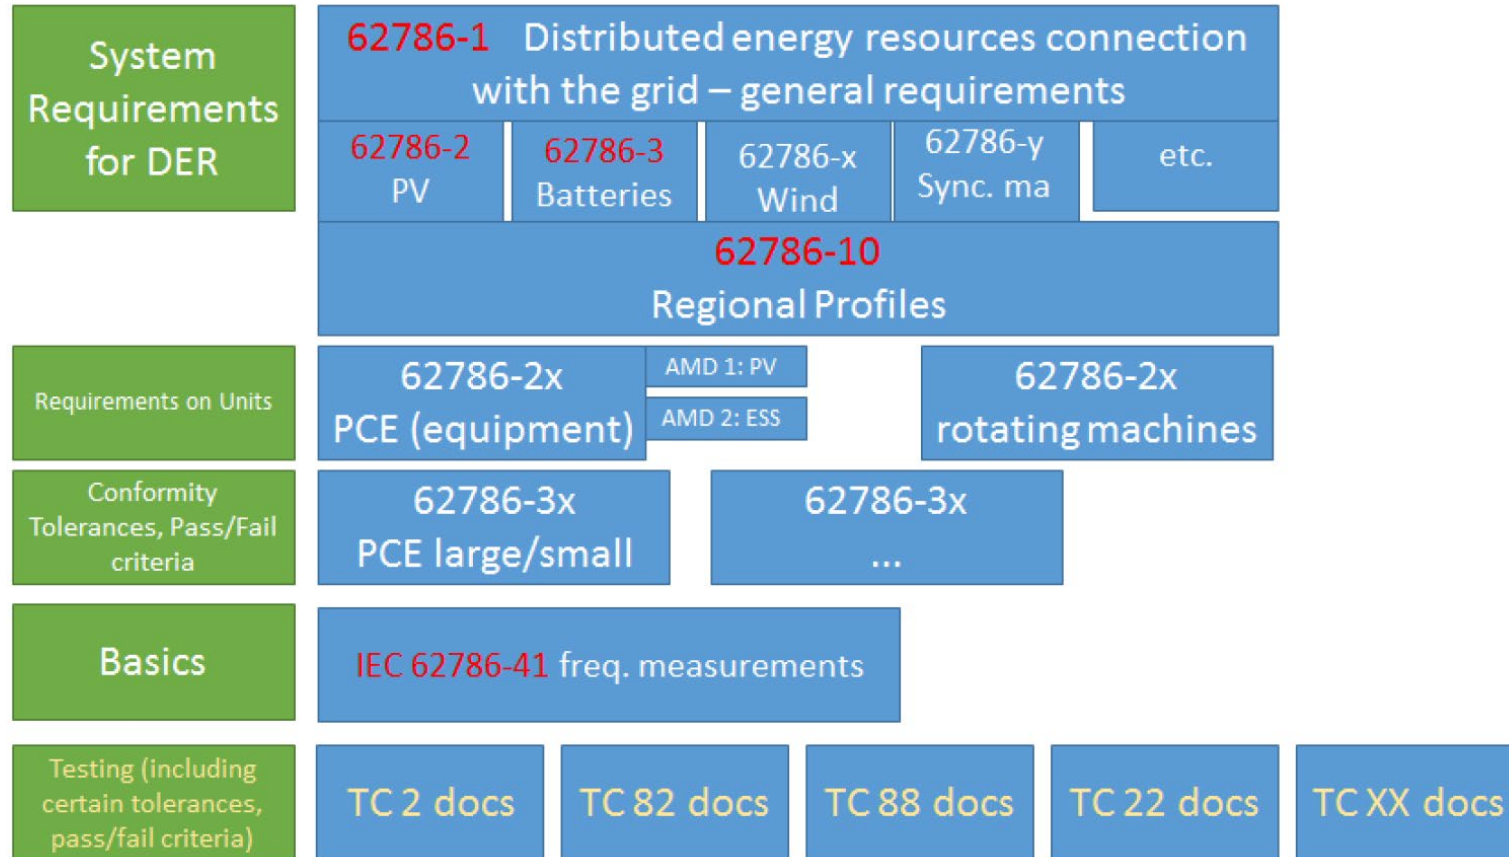 System
Requirements
for DER
62786-1 Distributed energy resources connection
with the grid – general requirements
62786-2
PV
62786-3
Batteries
62786-x
Wind
62786-y
Sync. ma
etc.
62786-10
Regional Profiles
Requirements on Units
62786-2x
PCE (equipment)
AMD 1: PV
AMD 2: ESS
62786-2x
rotating machines
Conformity
Tolerances, Pass/Fail
criteria
62786-3x
PCE large/small
62786-3x
...
Basics
IEC 62786-41 freq. measurements
Testing (including
certain tolerances,
pass/fail criteria)
TC 2 docs
TC 82 docs
TC 88 docs
TC 22 docs
TC XX docs